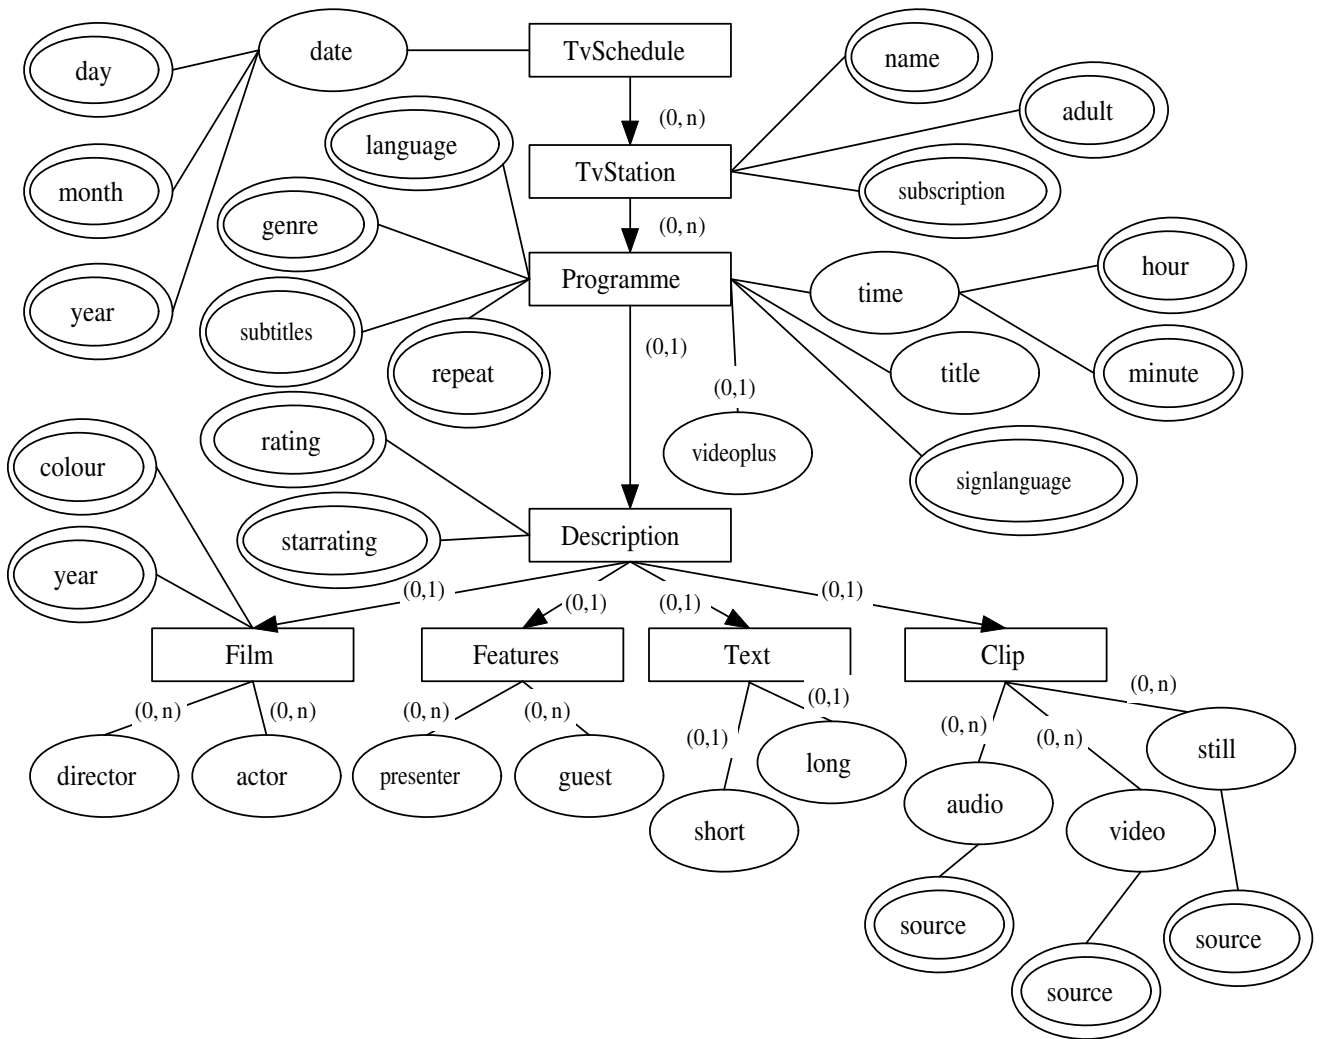 date
TvSchedule
name
day
adult
(0, n)
language
TvStation
month
subscription
genre
(0, n)
hour
Programme
time
year
subtitles
(0,1)
repeat
(0,1)
title
minute
rating
videoplus
colour
signlanguage
starrating
Description
year
(0,1)
(0,1)
(0,1)
(0,1)
Film
Features
Text
Clip
(0, n)
(0, n)
(0, n)
(0, n)
(0,1)
(0, n)
(0,1)
(0, n)
(0, n)
still
director
actor
presenter
guest
long
audio
short
video
source
source
source